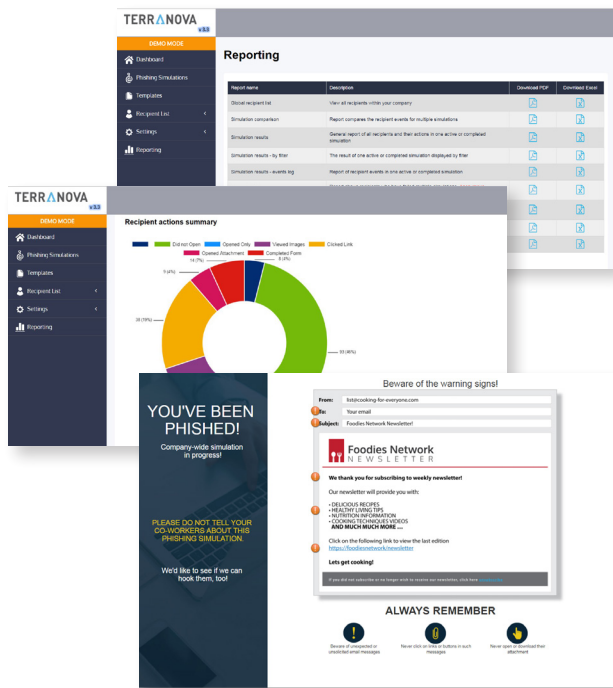 TERRANOVA
v 3.3
DEMO MODE
Dashboard
Phishing Simulations
Templates
Recipient List
Settings
Reporting
Reporting
Report name Description Download PDF Download Excel
Global recipient list View all recipients within your company
Simulation comparison Report compares the recipient events for multiple simulations
Simulation results General report of all recipients and their actions in one active or completed
simulation
Simulation results - by filter The result of one active or completed simulation displayed by filter
Simulation results - events log Report of recipient events in one active or completed simulation
TERRANOVA
v 3.3
DEMO MODE
Dashboard
Phishing Simulations
Templates
Recipient List
Settings
Reporting
Recipient actions summary
Did not Open Opened Only Viewed Images Clicked Link
Opened Attachment Completed Form
14 (7%)
8 (4%)
9 (4%)
93 (46%)
YOU'VE BEEN
PHISHED!
Company-wide simulation
in progress!
PLEASE DO NOT TELL YOUR
CO-WORKERS ABOUT THIS
PHISHING SIMULATION.
We'd like to see if we can
hook them, too!
Beware of the warning signs!
From: list@cooking-for-everyone.com
To: Your email
Subject: Foodies Network Newsletter!
Foodies Network
NEWSLETTER
We thank you for subscribing to weekly newsletter!
Our newsletter will provide you with:
• DELICIOUS RECIPES
• HEALTHY LIVING TIPS
• NUTRITION INFORMATION
• COOKING TECHNIQUES VIDEOS
AND MUCH MUCH MORE ...
Click on the following link to view the last edition
https://foodiesnetwork/newsletter
Lets get cooking!
If you did not subscribe or no longer wish to receive our newsletter, click here
ALWAYS REMEMBER
Beware of unexpected or
unsolicited email messages
Never click on links or buttons in such
messages
Never open or download their
attachment